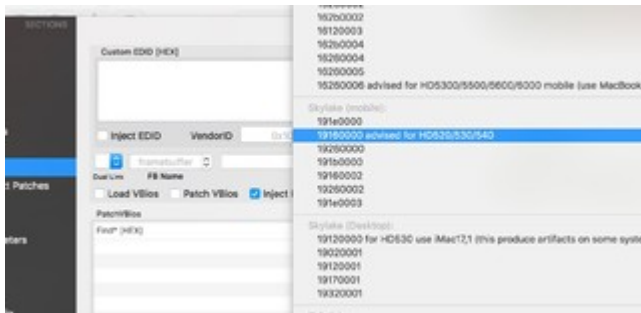 SECTIONS
Custom EDID [HEX]
Inject EDID
VendorID
framebuffer
Dual Link
FB Name
Load VBios
Patch VBios
Inject
PatchVBios
Find* [HEX]
t Patches
eters
162b0002
16120003
162b0004
16260004
16260005
16260006 advised for HD5300/5500/5600/6000 mobile (use MacBook
Skylake (mobile):
191e0000
19160000 advised for HD520/530/540
19260000
191b0000
19160002
19260002
191e0003
Skylake (Desktop):
19120000 for HD530 use iMac17,1 (this produce artifacts on some syste
19020001
19120001
19170001
19320001